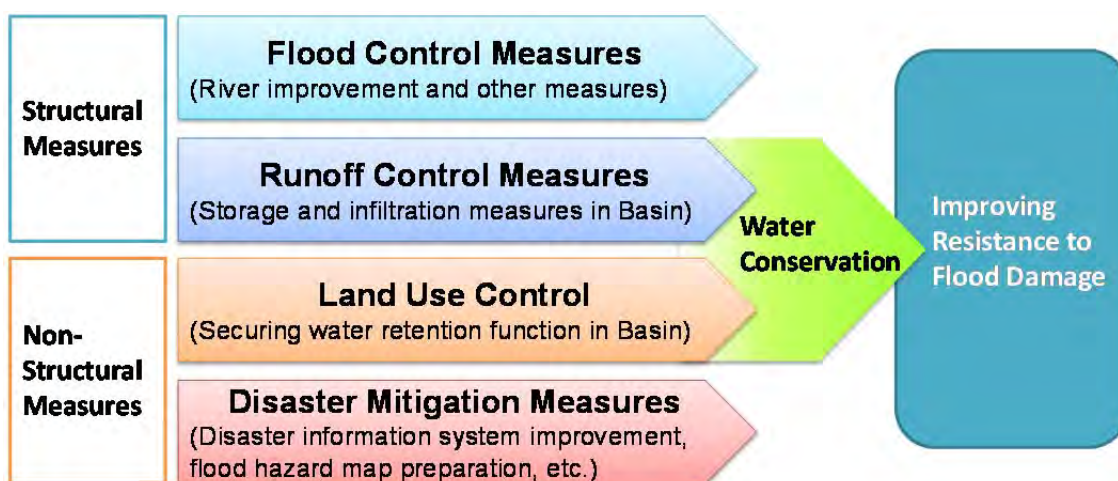 Structural
Measures
Flood Control Measures
(River improvement and other measures)
Runoff Control Measures
(Storage and infiltration measures in Basin)
Non-
Structural
Measures
Land Use Control
(Securing water retention function in Basin)
Disaster Mitigation Measures
(Disaster information system improvement,
flood hazard map preparation, etc.)
Water
Conservation
Improving
Resistance to
Flood Damage